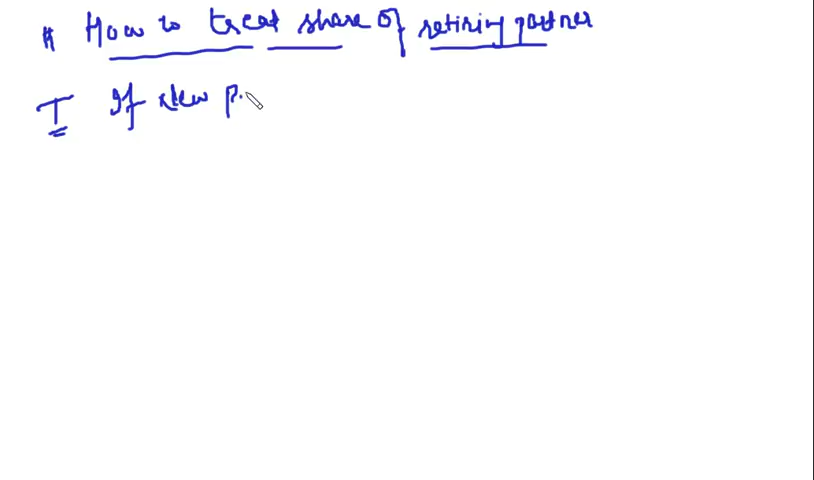 # How to treat share of retiring partner
I If New P.